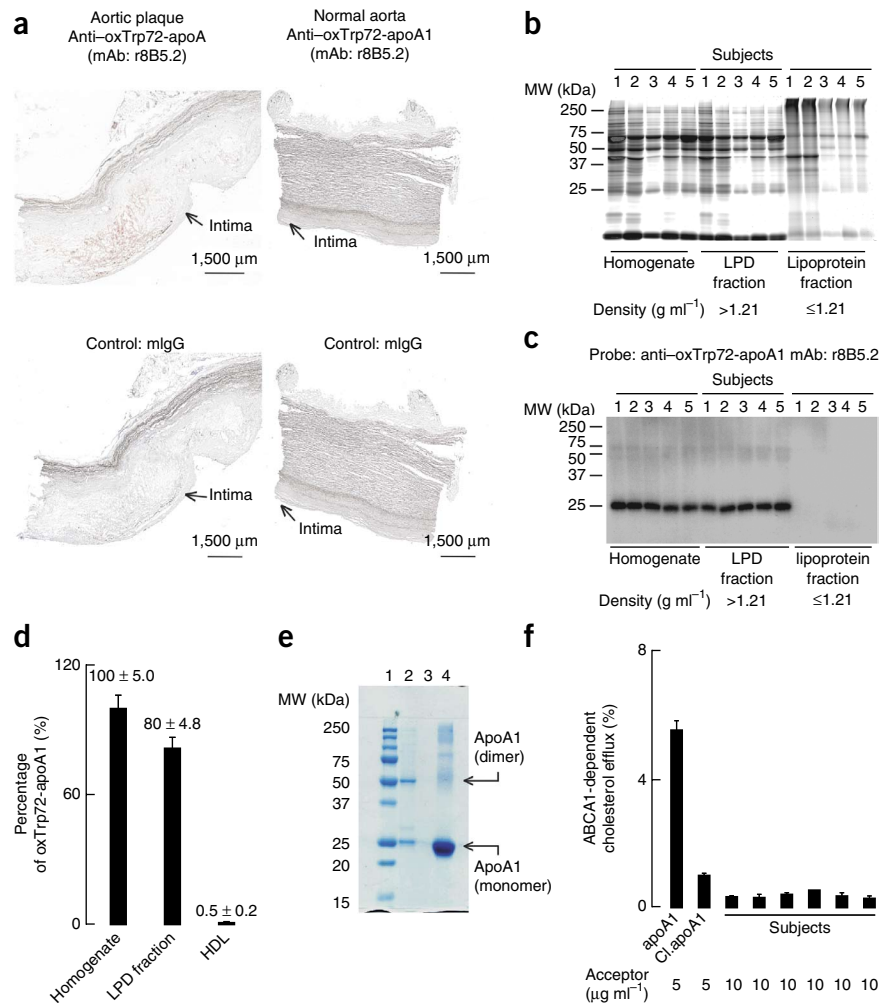 a
Aortic plaque
Anti–oxTrp72-apoA
(mAb: r8B5.2)
Normal aorta
Anti–oxTrp72-apoA1
(mAb: r8B5.2)
Intima
1,500 μm
Intima
1,500 μm
Control: mIgG
Control: mIgG
Intima
1,500 μm
Intima
1,500 μm
b
Subjects
1 2 3 4 5 1 2 3 4 5 1 2 3 4 5
MW (kDa)
250
75
50
37
25
Homogenate
LPD
fraction
Lipoprotein
fraction
Density (g ml⁻¹) >1.21 ≤1.21
c
Probe: anti–oxTrp72-apoA1 mAb: r8B5.2
Subjects
1 2 3 4 5 1 2 3 4 5 1 2 3 4 5
MW (kDa)
250
75
50
37
25
Homogenate
LPD
fraction
lipoprotein
fraction
Density (g ml⁻¹) >1.21 ≤1.21
d
Percentage
of oxTrp72-apoA1 (%)
120
60
0
100 ± 5.0
80 ± 4.8
0.5 ± 0.2
Homogenate
LPD fraction
HDL
e
1 2 3 4
MW (kDa)
250
75
50
37
25
20
15
ApoA1
(dimer)
ApoA1
(monomer)
f
ABCA1-dependent
cholesterol efflux (%)
8
4
0
apoA1
Cl.apoA1
Subjects
Acceptor
(μg ml⁻¹)
5 5 10 10 10 10 10 10